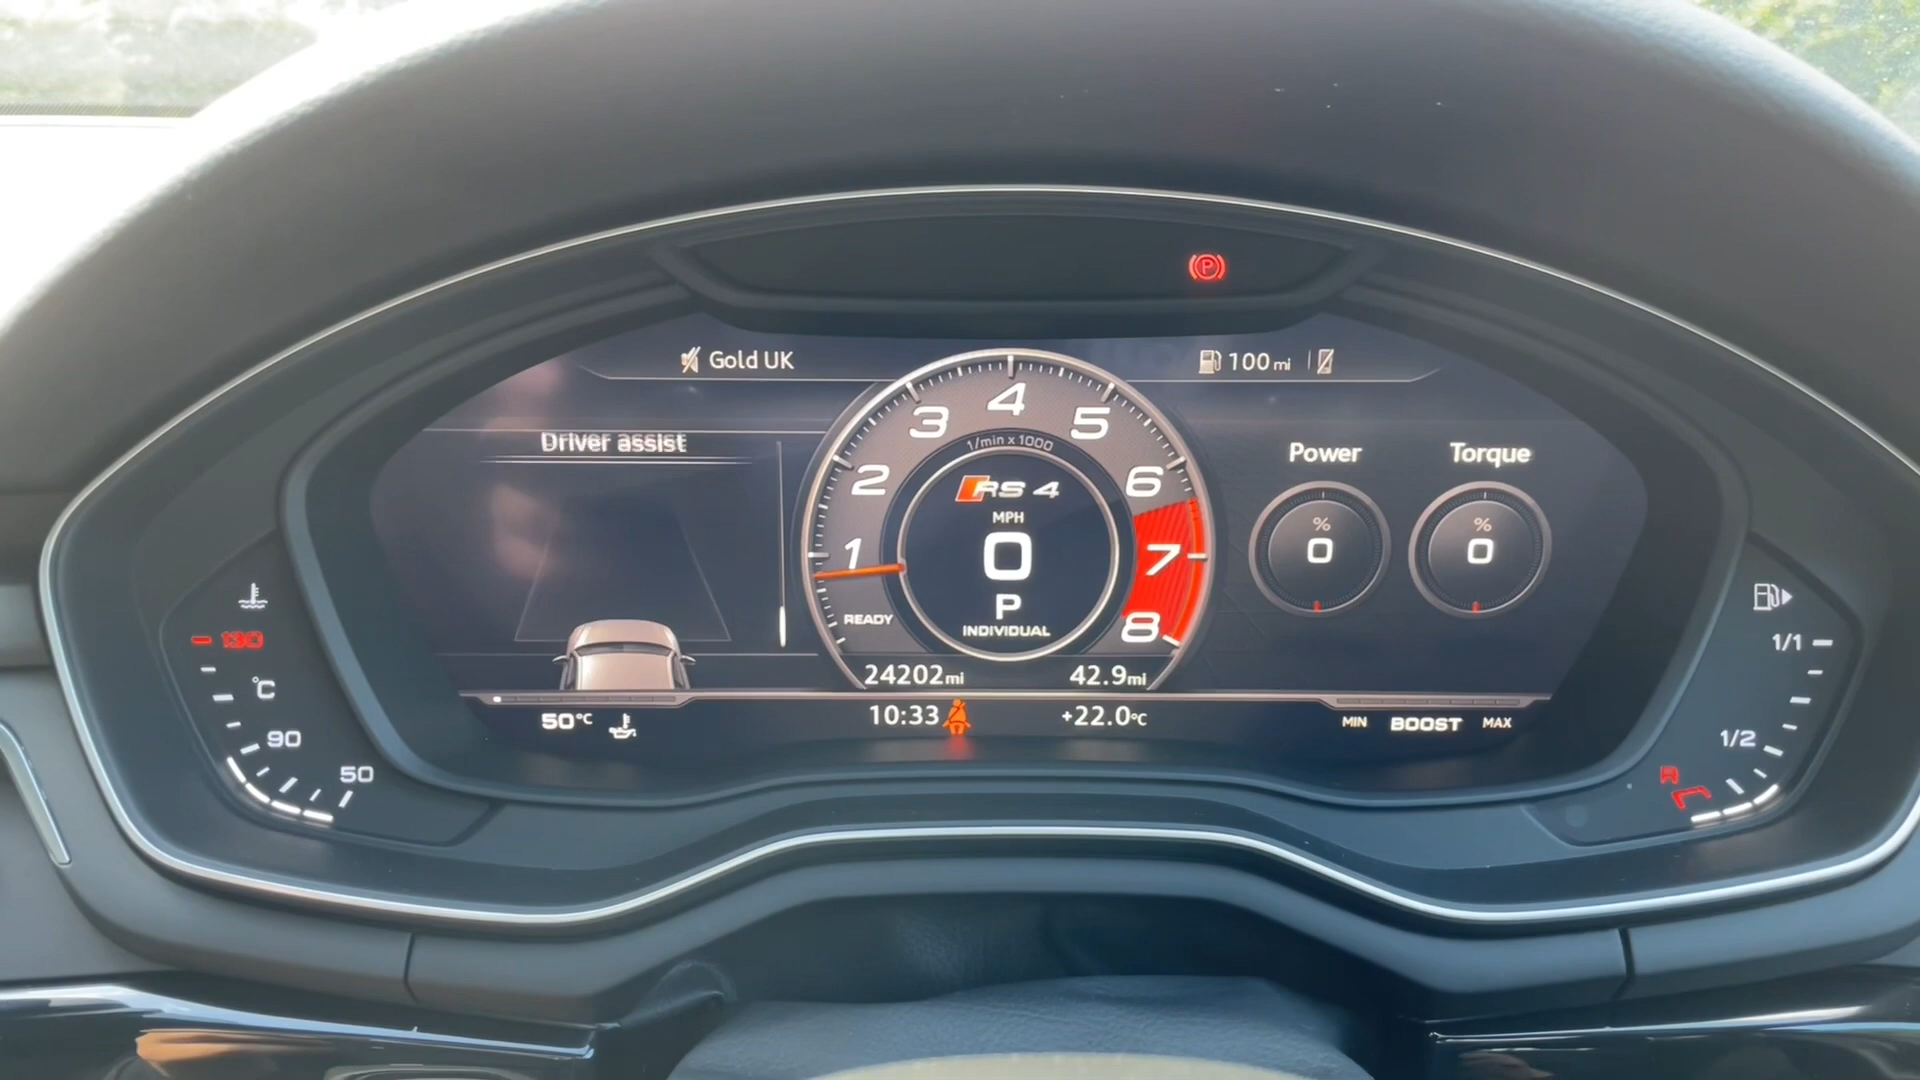 Gold UK
100 mi
Driver assist
1
2
3
4
5
6
7
8
1/min x 1000
RS 4
MPH
0
P
INDIVIDUAL
READY
24202 mi
42.9 mi
Power
%
0
Torque
%
0
130
°C
90
50
50°C
10:33
+22.0°C
MIN BOOST MAX
1/1
1/2
R